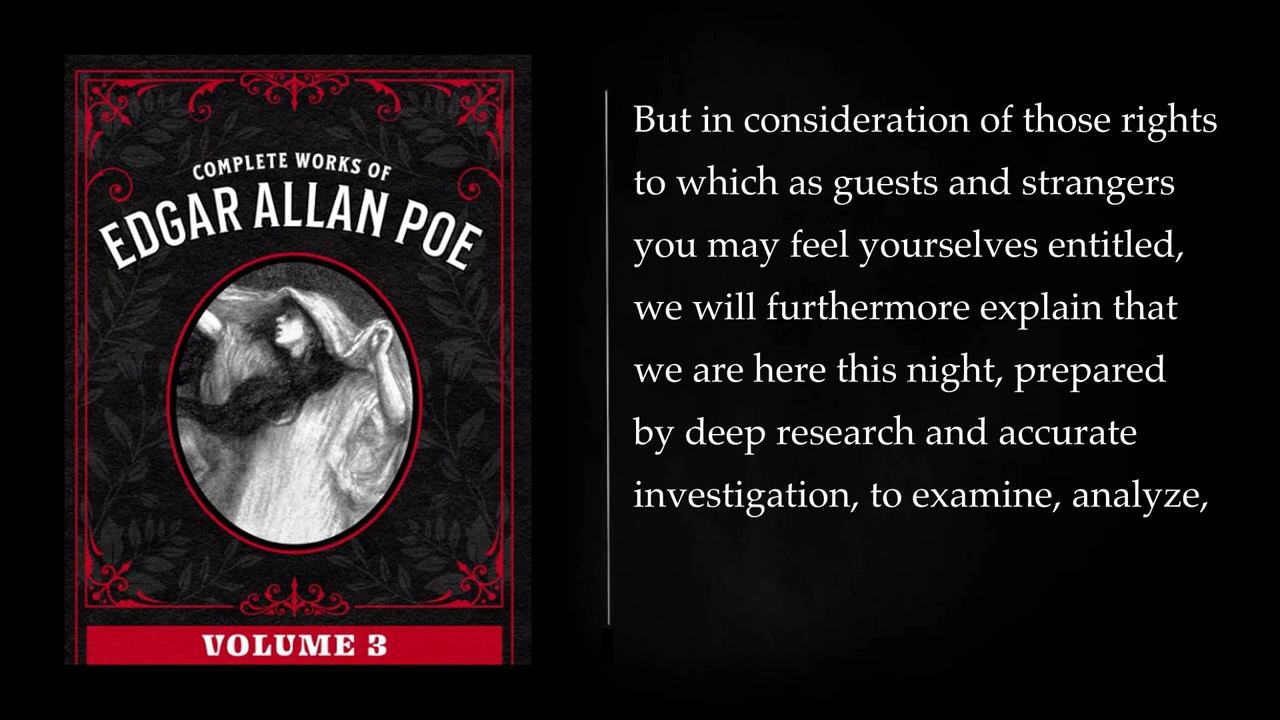 COMPLETE WORKS OF
EDGAR ALLAN POE
VOLUME 3
But in consideration of those rights
to which as guests and strangers
you may feel yourselves entitled,
we will furthermore explain that
we are here this night, prepared
by deep research and accurate
investigation, to examine, analyze,